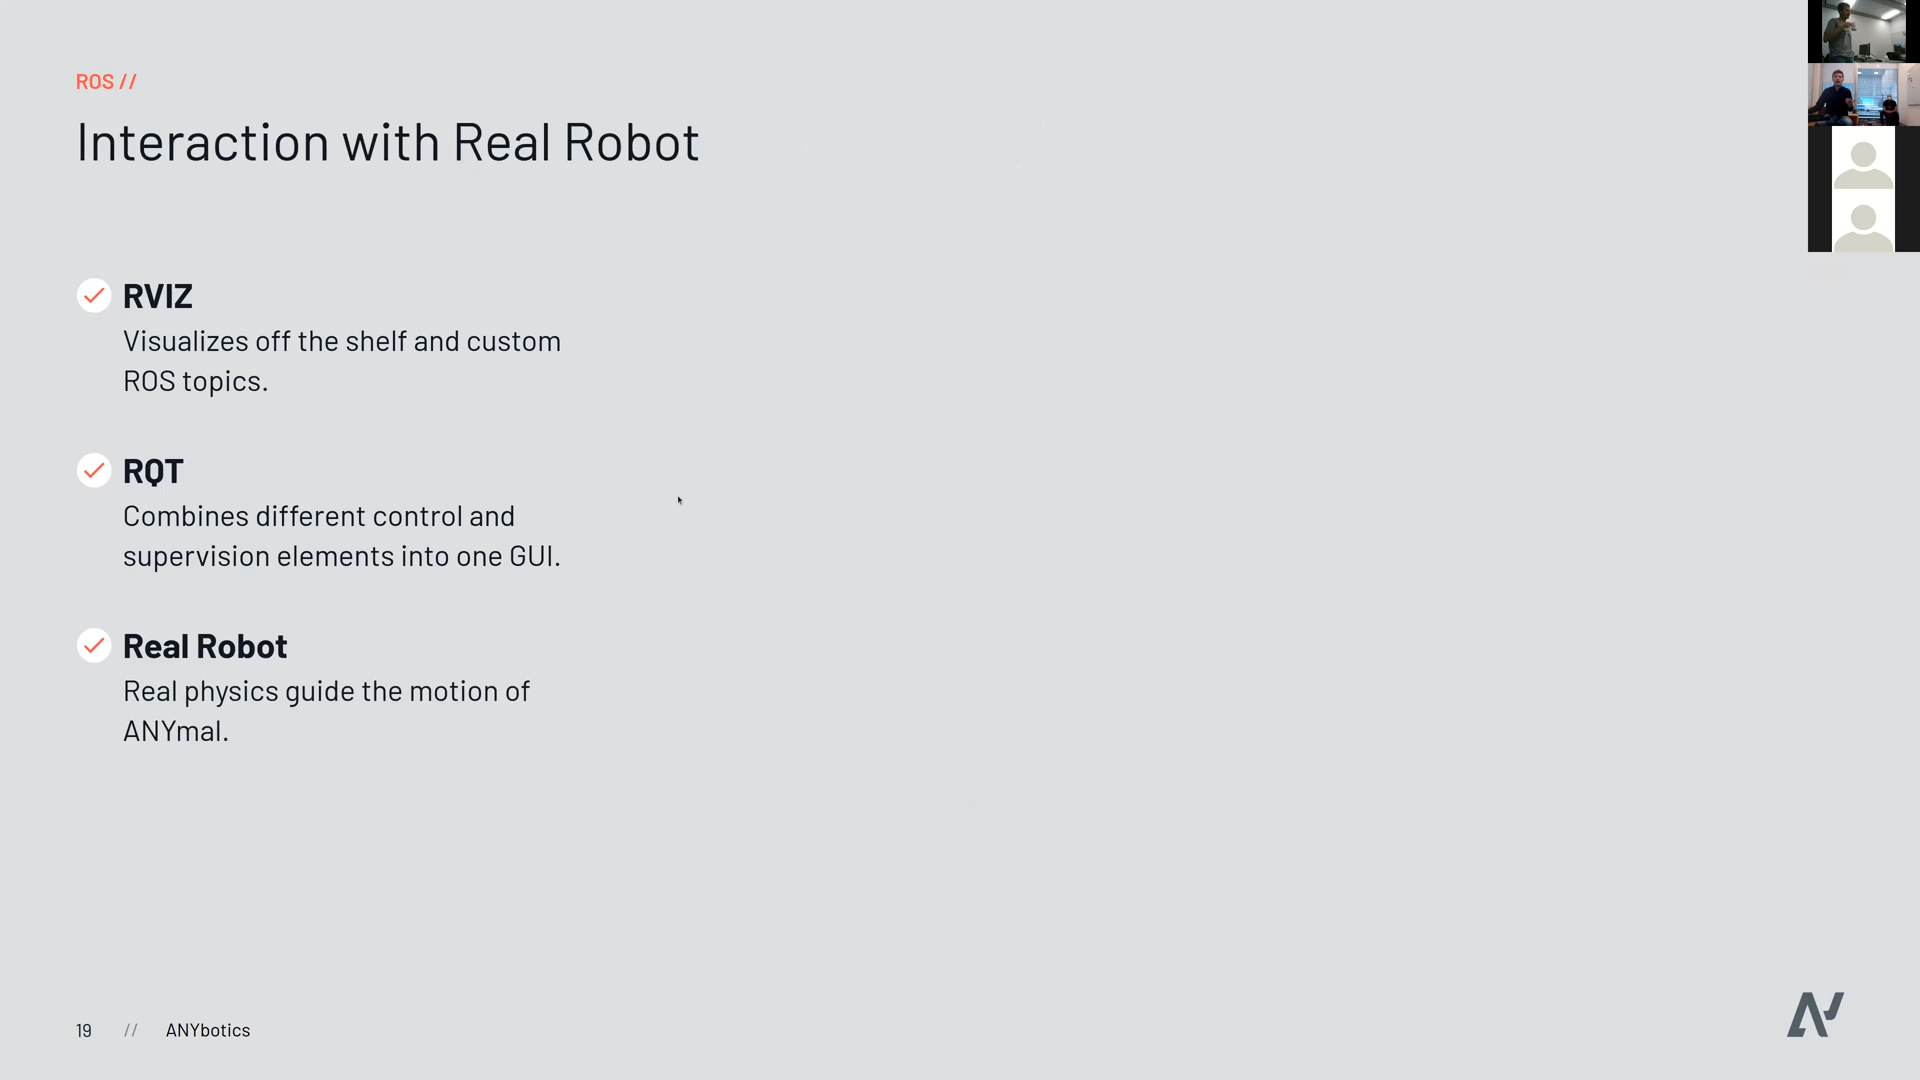 ROS //
Interaction with Real Robot
RVIZ
Visualizes off the shelf and custom
ROS topics.
RQT
Combines different control and
supervision elements into one GUI.
Real Robot
Real physics guide the motion of
ANYmal.
19 // ANYbotics